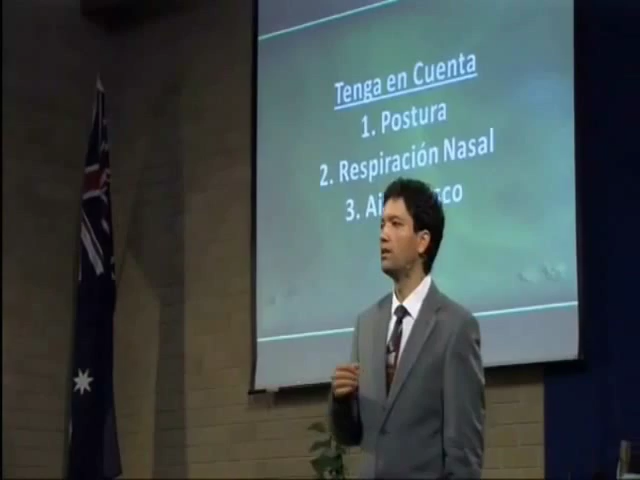 Tenga en Cuenta
1. Postura
2. Respiración Nasal
3.